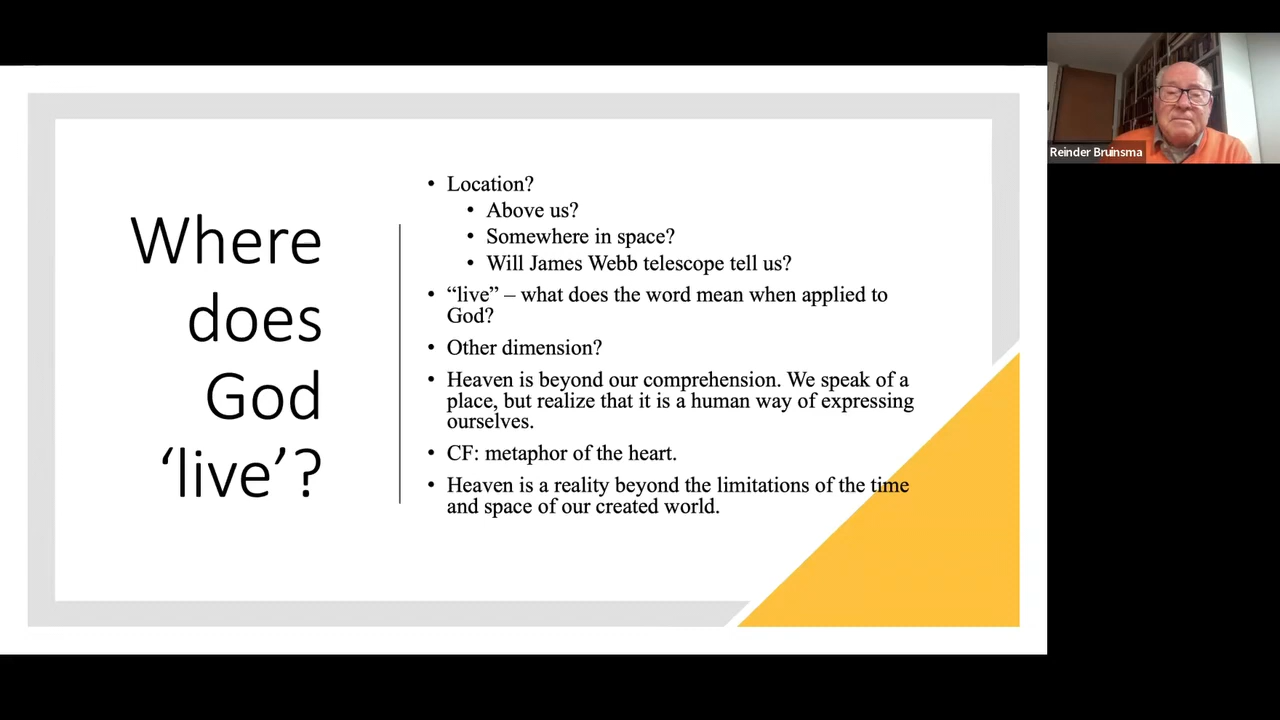 Where
does
God
‘live’?
• Location?
• Above us?
• Somewhere in space?
• Will James Webb telescope tell us?
• “live” – what does the word mean when applied to
God?
• Other dimension?
• Heaven is beyond our comprehension. We speak of a
place, but realize that it is a human way of expressing
ourselves.
• CF: metaphor of the heart.
• Heaven is a reality beyond the limitations of the time
and space of our created world.
Reinder Bruinsma